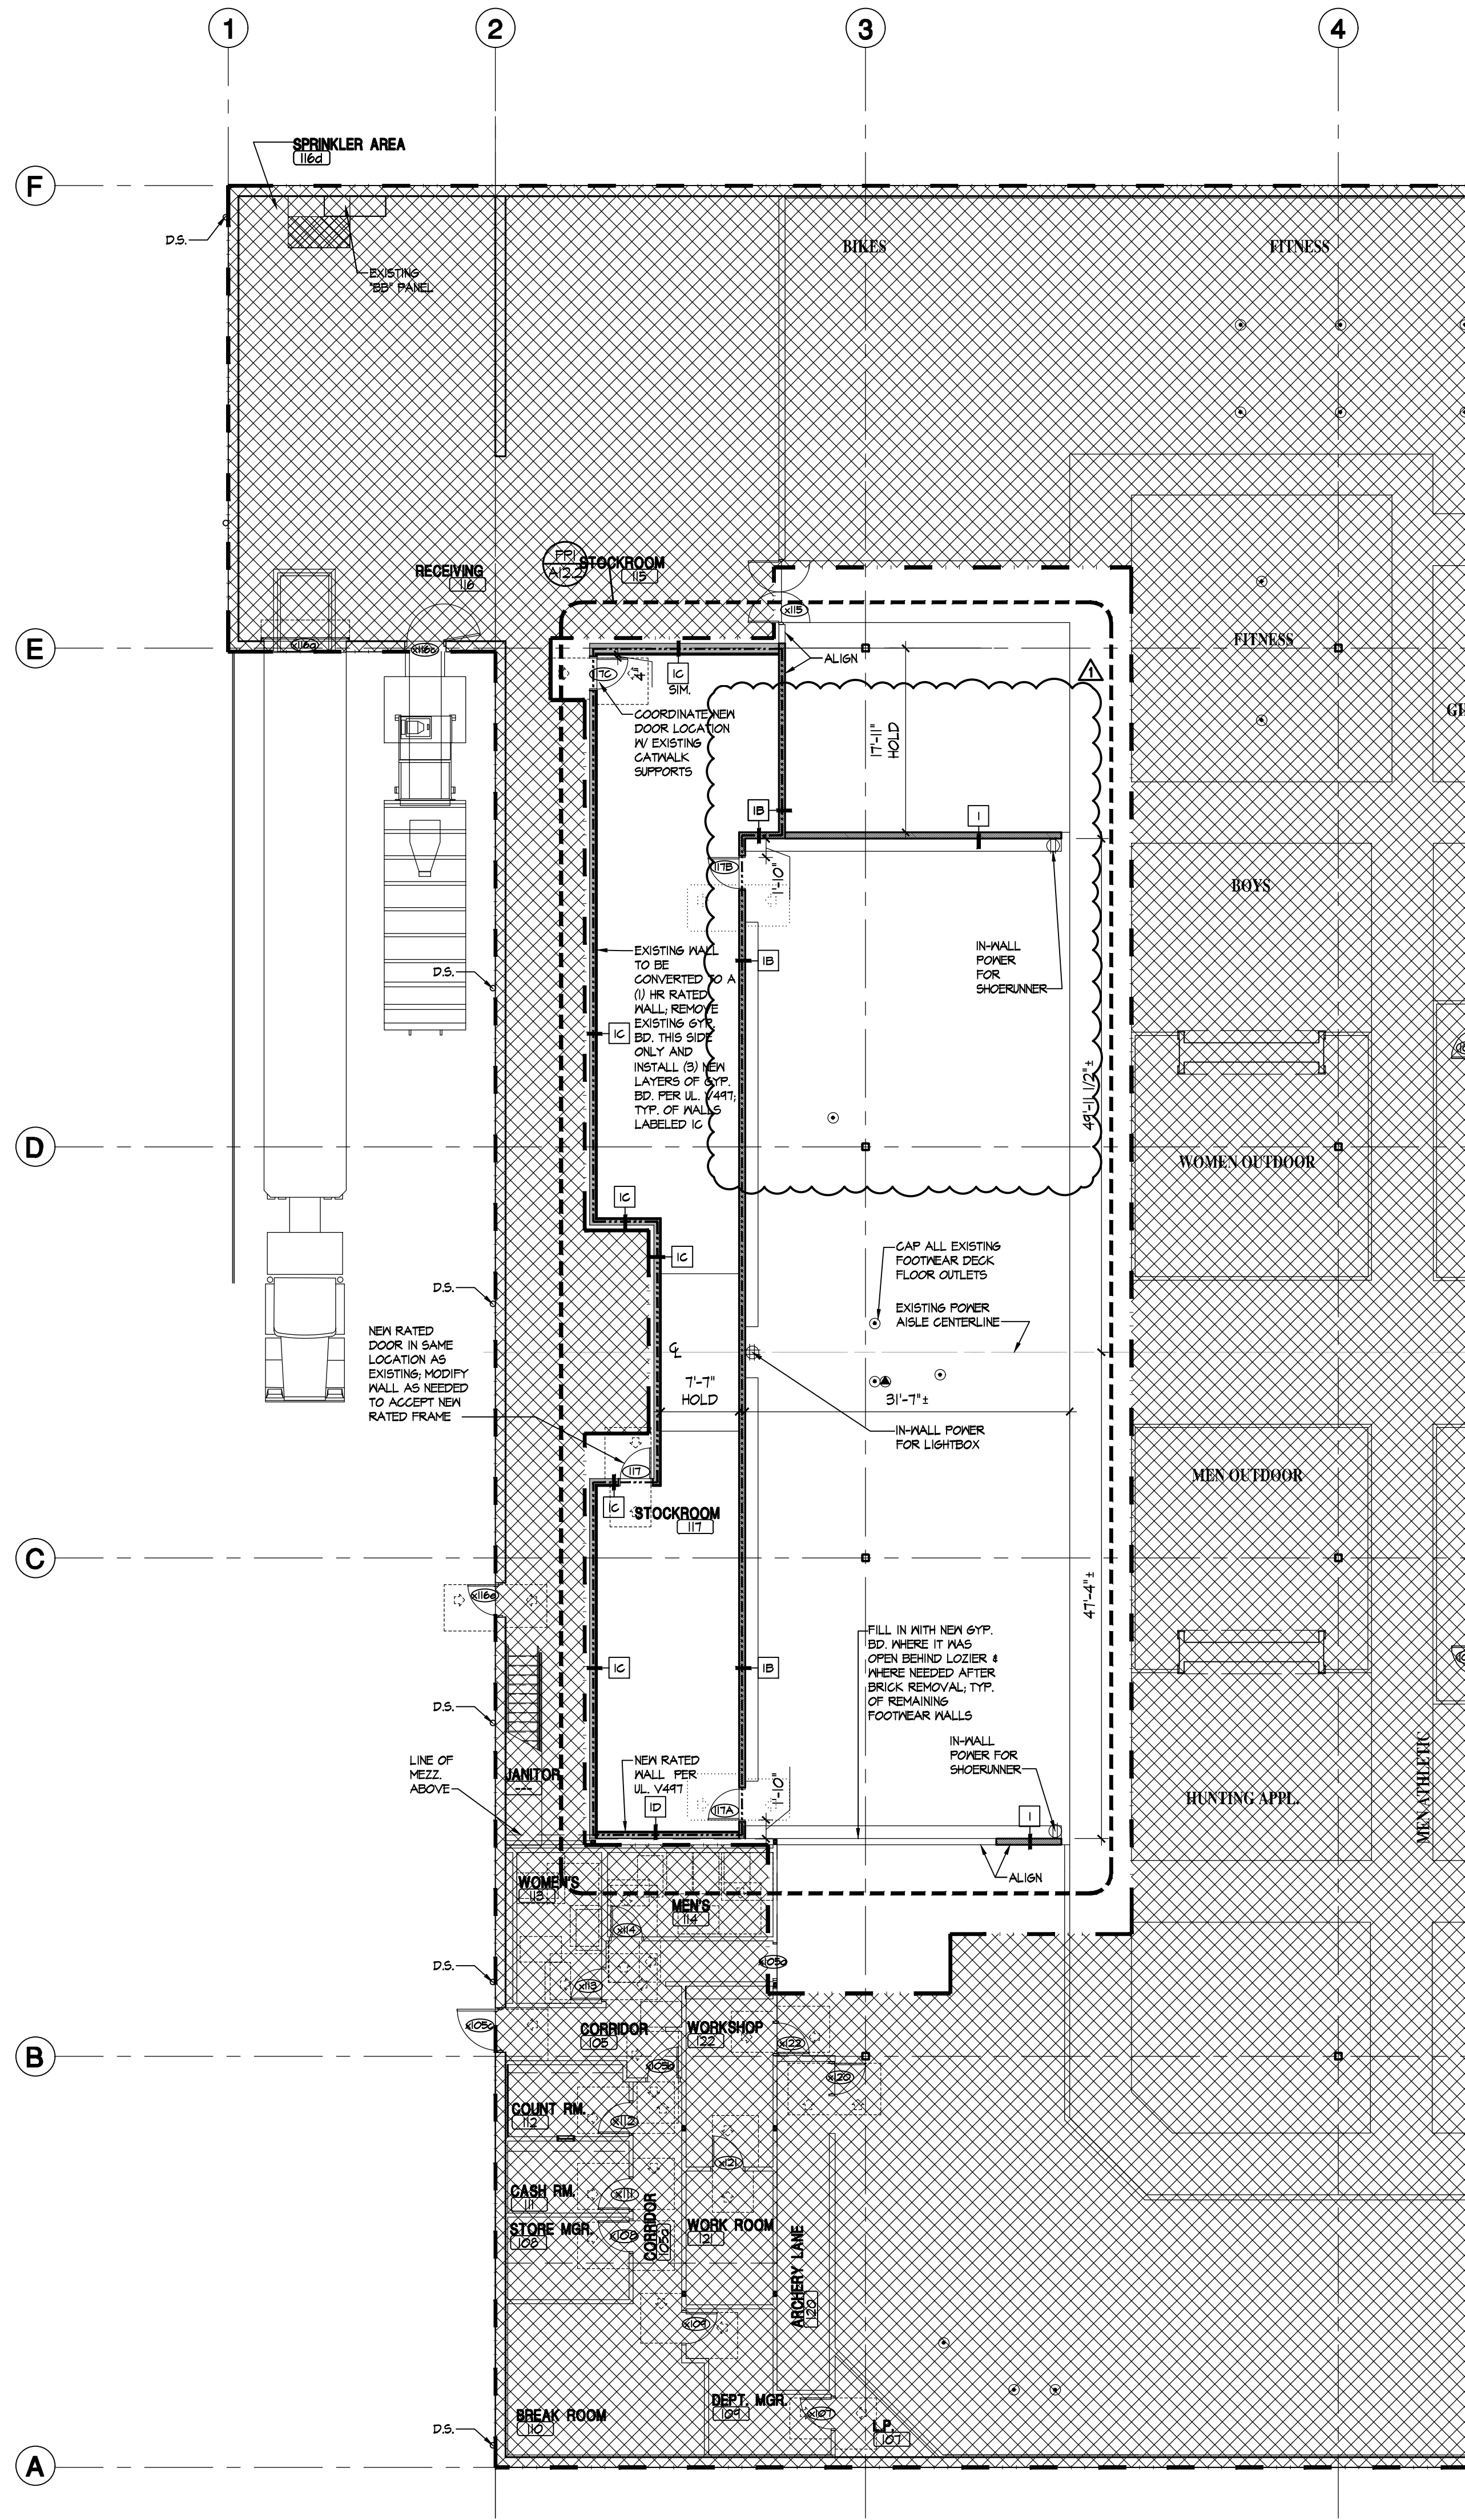 1
2
3
4
F
SPRINKLER AREA
116d
D.S.
EXISTING
"BB" PANEL
BIKES
FITNESS
RECEIVING
116
FR1
A12.2
STOCKROOM
115
x115
E
x116a
x116b
117C
4"
1C
SIM.
ALIGN
1
FITNESS
COORDINATE NEW
DOOR LOCATION
W/ EXISTING
CATWALK
SUPPORTS
17'-11"
HOLD
1B
1
117B
1'-10"
BOYS
IN-WALL
POWER
FOR
SHOERUNNER
EXISTING WALL
TO BE
CONVERTED TO A
(1) HR RATED
WALL; REMOVE
EXISTING GYP.
BD. THIS SIDE
ONLY AND
INSTALL (3) NEW
LAYERS OF GYP.
BD. PER UL. V497;
TYP. OF WALLS
LABELED 1C
1B
D.S.
1C
49'-11 1/2"±
D
WOMEN OUTDOOR
1C
1C
CAP ALL EXISTING
FOOTWEAR DECK
FLOOR OUTLETS
D.S.
EXISTING POWER
AISLE CENTERLINE
NEW RATED
DOOR IN SAME
LOCATION AS
EXISTING; MODIFY
WALL AS NEEDED
TO ACCEPT NEW
RATED FRAME
CL
7'-7"
HOLD
31'-7"±
IN-WALL POWER
FOR LIGHTBOX
117
1C
MEN OUTDOOR
STOCKROOM
117
C
x116e
47'-4"±
FILL IN WITH NEW GYP.
BD. WHERE IT WAS
OPEN BEHIND LOZIER &
WHERE NEEDED AFTER
BRICK REMOVAL; TYP.
OF REMAINING
FOOTWEAR WALLS
1C
1B
D.S.
LINE OF
MEZZ.
ABOVE
JANITOR
NEW RATED
WALL PER
UL. V497
IN-WALL
POWER FOR
SHOERUNNER
1D
117A
1'-10"
1
HUNTING APPL.
MEN ATHLETIC
ALIGN
WOMEN'S
113
MEN'S
114
x114
x113
D.S.
CORRIDOR
105
WORKSHOP
122
x122
x120
B
COUNT RM.
112
x112
x121
CASH RM.
111
x111
STORE MGR.
108
x108
CORRIDOR
105a
WORK ROOM
121
ARCHERY LANE
120
x109
DEPT. MGR.
109
x107
BREAK ROOM
110
L.P.
107
D.S.
A